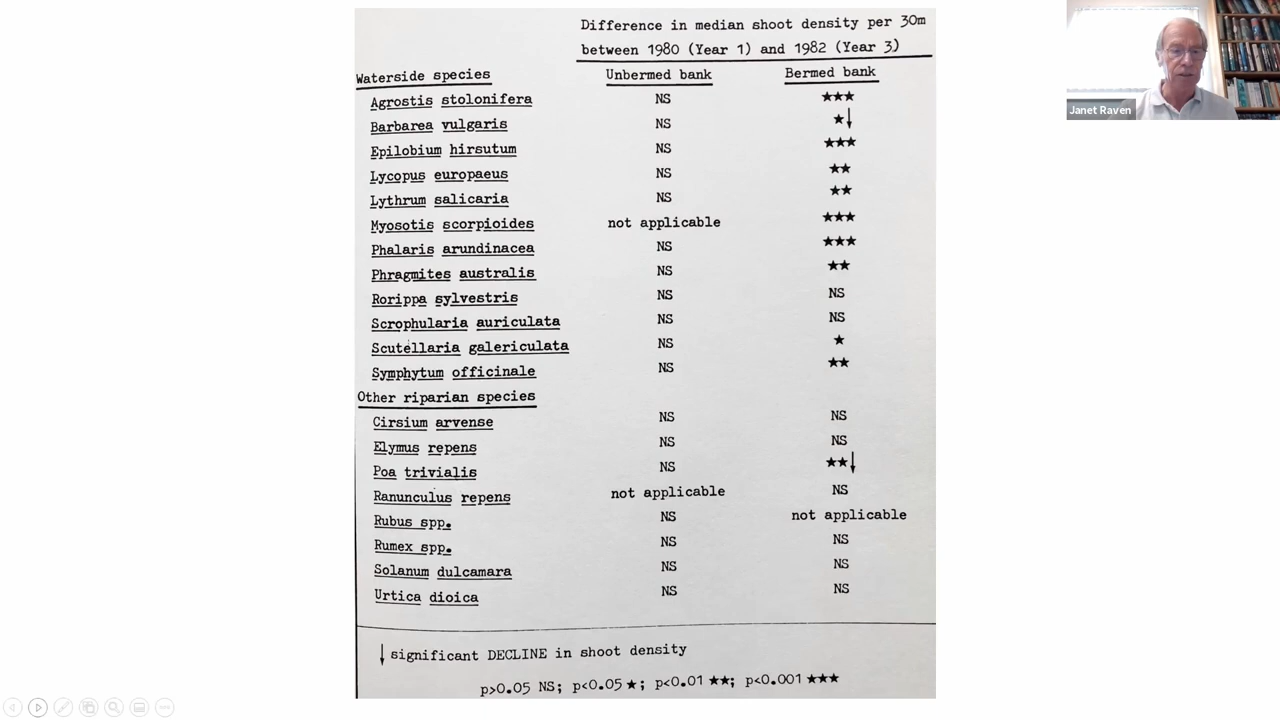 Difference in median shoot density per 30m
between 1980 (Year 1) and 1982 (Year 3)
Waterside species Unbermed bank Bermed bank
Agrostis stolonifera NS ★★★
Barbarea vulgaris NS ★↓
Epilobium hirsutum NS ★★★
Lycopus europaeus NS ★★
Lythrum salicaria NS ★★
Myosotis scorpioides not applicable ★★★
Phalaris arundinacea NS ★★★
Phragmites australis NS ★★
Rorippa sylvestris NS NS
Scrophularia auriculata NS NS
Scutellaria galericulata NS ★
Symphytum officinale NS ★★
Other riparian species
Cirsium arvense NS NS
Elymus repens NS NS
Poa trivialis NS ★★↓
Ranunculus repens not applicable NS
Rubus spp. NS not applicable
Rumex spp. NS NS
Solanum dulcamara NS NS
Urtica dioica NS NS
↓ significant DECLINE in shoot density
p>0.05 NS; p<0.05 ★; p<0.01 ★★; p<0.001 ★★★
Janet Raven